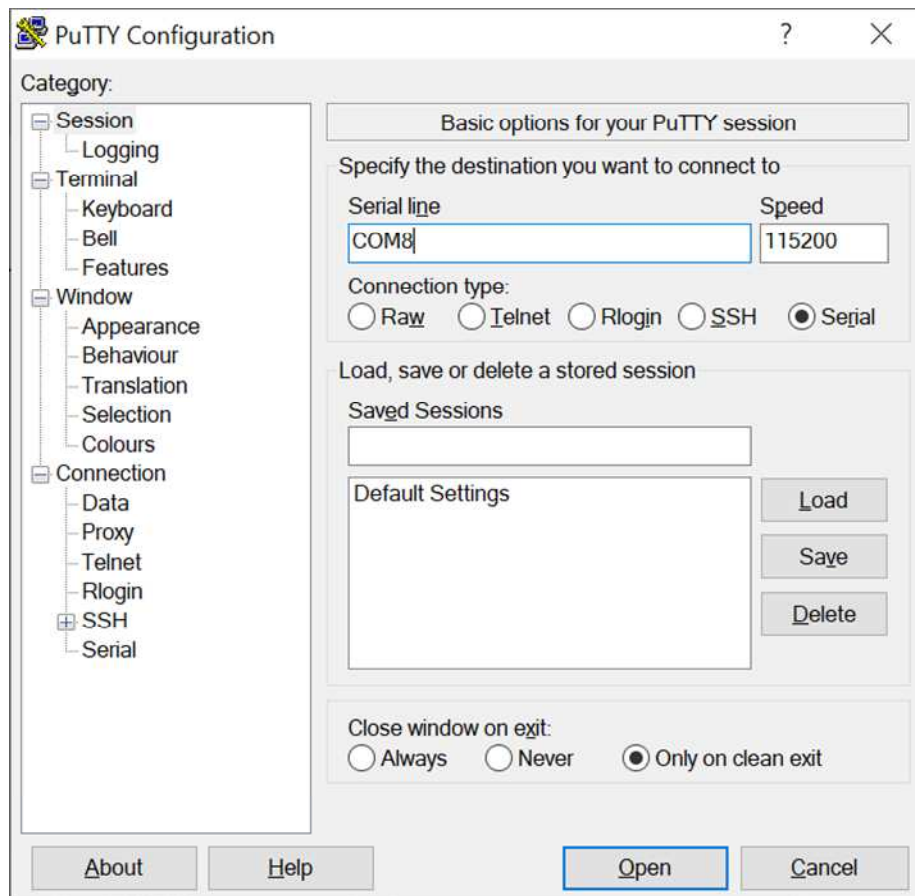 PuTTY Configuration
?
Category:
Session
Logging
Terminal
Keyboard
Bell
Features
Window
Appearance
Behaviour
Translation
Selection
Colours
Connection
Data
Proxy
Telnet
Rlogin
SSH
Serial
Basic options for your PuTTY session
Specify the destination you want to connect to
Serial line Speed
COM8 115200
Connection type:
Raw Telnet Rlogin SSH Serial
Load, save or delete a stored session
Saved Sessions
Default Settings
Load
Save
Delete
Close window on exit:
Always Never Only on clean exit
About Help Open Cancel